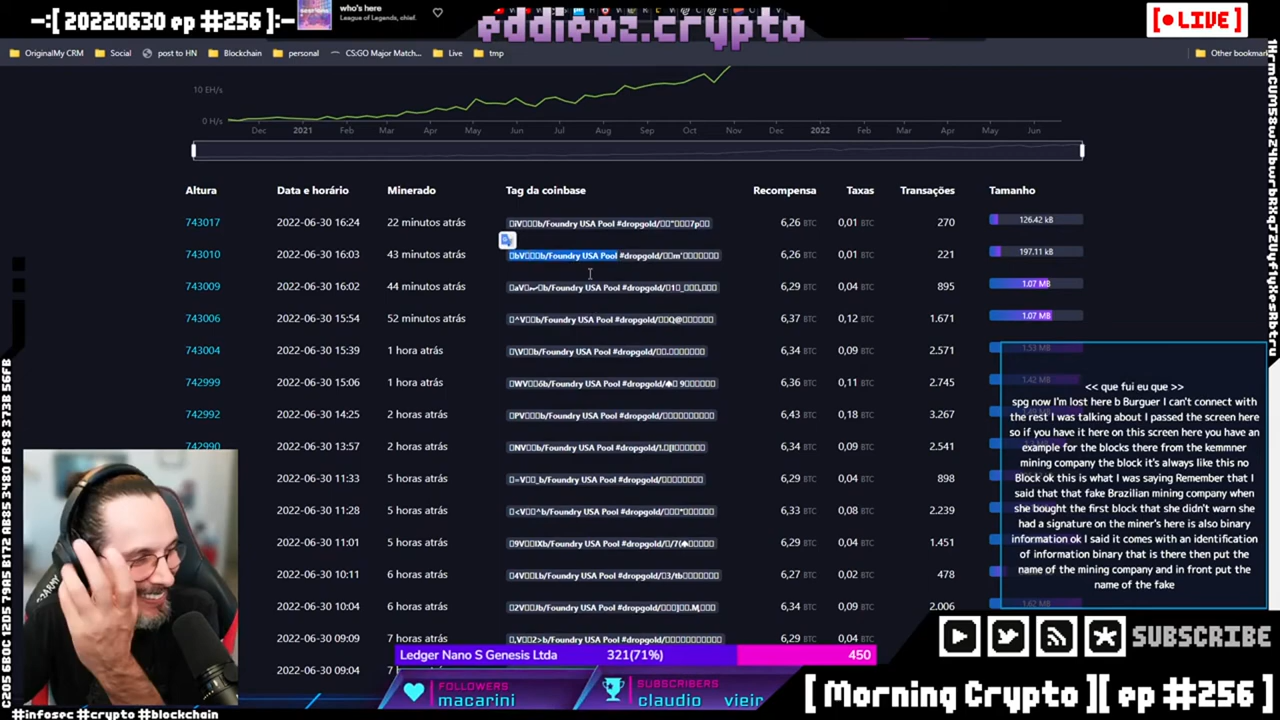 -:[ 20220630 ep #256 ]:-
who's here
League of Legends, chief.
eddieoz.crypto
[●LIVE]
OriginalMy CRM
Social
post to HN
Blockchain
personal
CS:GO Major Match...
Live
tmp
Other bookmar
10 EH/s
0 H/s
Dec 2021 Feb Mar Apr May Jun Jul Aug Sep Oct Nov Dec 2022 Feb Mar Apr May Jun
Altura Data e horário Minerado Tag da coinbase Recompensa Taxas Transações Tamanho
743017 2022-06-30 16:24 22 minutos atrás b/Foundry USA Pool #dropgold/ 6,26 BTC 0,01 BTC 270 126.42 kB
743010 2022-06-30 16:03 43 minutos atrás b/Foundry USA Pool #dropgold/ 6,26 BTC 0,01 BTC 221 197.11 kB
743009 2022-06-30 16:02 44 minutos atrás b/Foundry USA Pool #dropgold/ 6,29 BTC 0,04 BTC 895 1.07 MB
743006 2022-06-30 15:54 52 minutos atrás b/Foundry USA Pool #dropgold/ 6,37 BTC 0,12 BTC 1.671 1.07 MB
743004 2022-06-30 15:39 1 hora atrás b/Foundry USA Pool #dropgold/ 6,34 BTC 0,09 BTC 2.571 1.53 MB
742999 2022-06-30 15:06 1 hora atrás b/Foundry USA Pool #dropgold/ 6,36 BTC 0,11 BTC 2.745 1.42 MB
742992 2022-06-30 14:25 2 horas atrás b/Foundry USA Pool #dropgold/ 6,43 BTC 0,18 BTC 3.267
742990 2022-06-30 13:57 2 horas atrás b/Foundry USA Pool #dropgold/ 6,34 BTC 0,09 BTC 2.541
2022-06-30 11:33 5 horas atrás b/Foundry USA Pool #dropgold/ 6,29 BTC 0,04 BTC 898
2022-06-30 11:28 5 horas atrás b/Foundry USA Pool #dropgold/ 6,33 BTC 0,08 BTC 2.239
2022-06-30 11:01 5 horas atrás b/Foundry USA Pool #dropgold/ 6,29 BTC 0,04 BTC 1.451
2022-06-30 10:11 6 horas atrás b/Foundry USA Pool #dropgold/ 6,27 BTC 0,02 BTC 478
2022-06-30 10:04 6 horas atrás b/Foundry USA Pool #dropgold/ 6,34 BTC 0,09 BTC 2.006 1.62 MB
2022-06-30 09:09 7 horas atrás b/Foundry USA Pool #dropgold/ 6,29 BTC 0,04
2022-06-30 09:04
<< que fui eu que >>
spg now I'm lost here b Burguer I can't connect with
the rest I was talking about I passed the screen here
so if you have it here on this screen here you have an
example for the blocks there from the kemmner
mining company the block it's always like this no
Block ok this is what I was saying Remember that I
said that that fake Brazilian mining company when
she bought the first block that she didn't warn she
had a signature on the miner's here is also binary
information ok I said it comes with an identification
of information binary that is there then put the
name of the mining company and in front put the
name of the fake
Ledger Nano S Genesis Ltda 321(71%) 450
FOLLOWERS
macarini
SUBSCRIBERS
claudio vieir
SUBSCRIBE
[ Morning Crypto ][ ep #256 ]
#infosec #crypto #blockchain